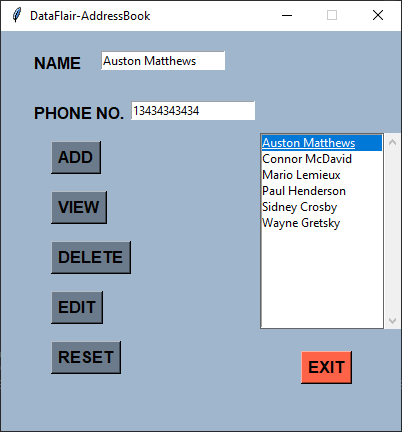 DataFlair-AddressBook
NAME Auston Matthews
PHONE NO. 13434343434
ADD
VIEW
DELETE
EDIT
RESET
Auston Matthews
Connor McDavid
Mario Lemieux
Paul Henderson
Sidney Crosby
Wayne Gretsky
EXIT